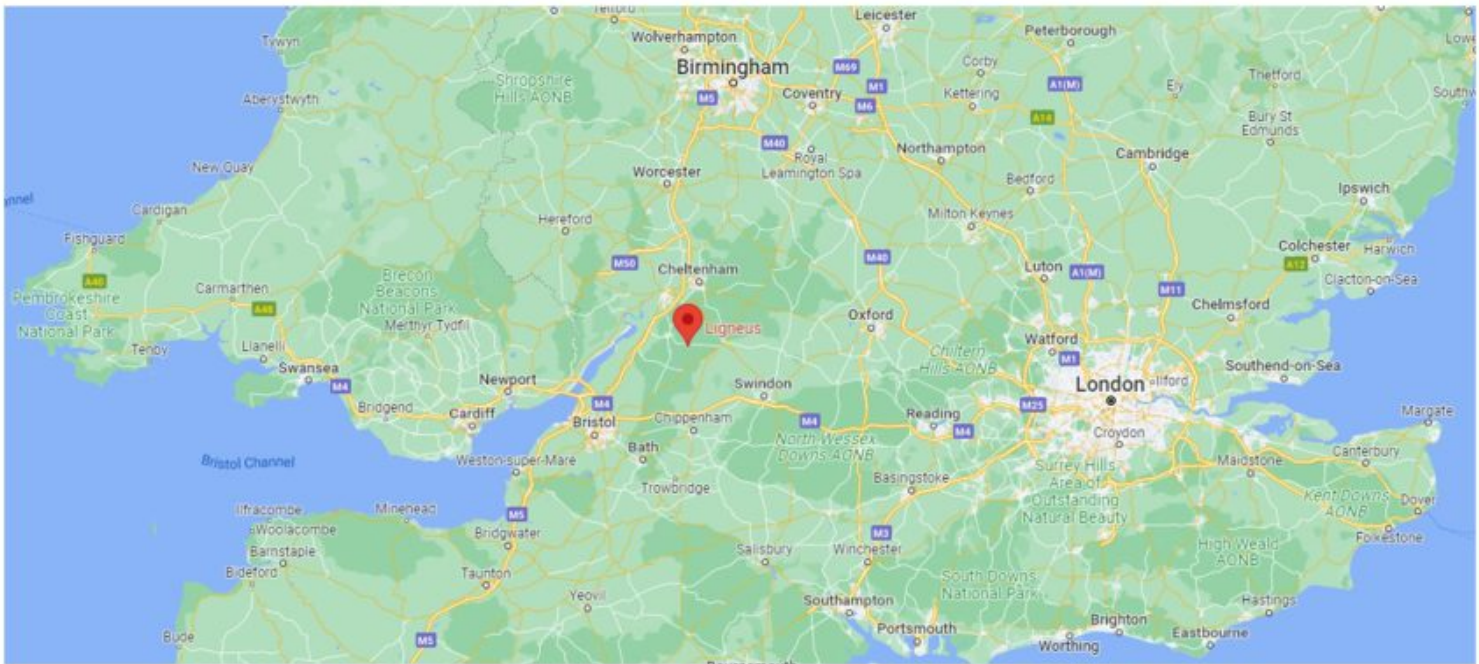 Telford
Leicester
Wolverhampton
Peterborough
Tywyn
Birmingham
M69
Corby
Shropshire
Hills AONB
M1
A1(M)
Thetford
Ely
Aberystwyth
M5
Coventry
M6
Kettering
A14
Bury St
Edmunds
M40
Royal
Leamington Spa
Northampton
Cambridge
New Quay
Worcester
Bedford
Ipswich
Cardigan
Hereford
Milton Keynes
Fishguard
Colchester
Harwich
M50
M40
Cheltenham
Luton
A1(M)
A12
Clacton-on-Sea
A40
Brecon
Beacons
National Park
Pembrokeshire
Coast
National Park
Carmarthen
A48
M11
Chelmsford
Merthyr Tydfil
Ligneus
Oxford
Watford
Tenby
Llanelli
Chiltern
Hills AONB
M1
Swansea
M4
Newport
Swindon
London
Ilford
Southend-on-Sea
Bridgend
Cardiff
M4
Bristol
Chippenham
M4
Reading
M4
M25
Croydon
Margate
Bristol Channel
Weston-super-Mare
Bath
North Wessex
Downs AONB
Surrey Hills
Area of
Outstanding
Natural Beauty
Maidstone
Canterbury
Trowbridge
Basingstoke
Kent Downs
AONB
Dover
Ilfracombe
Woolacombe
Minehead
M5
Bridgwater
M3
Folkestone
Barnstaple
Bideford
Salisbury
Winchester
High Weald
AONB
Taunton
Yeovil
South Downs
National Park
Southampton
Hastings
Bude
M5
Portsmouth
Brighton
Worthing
Eastbourne